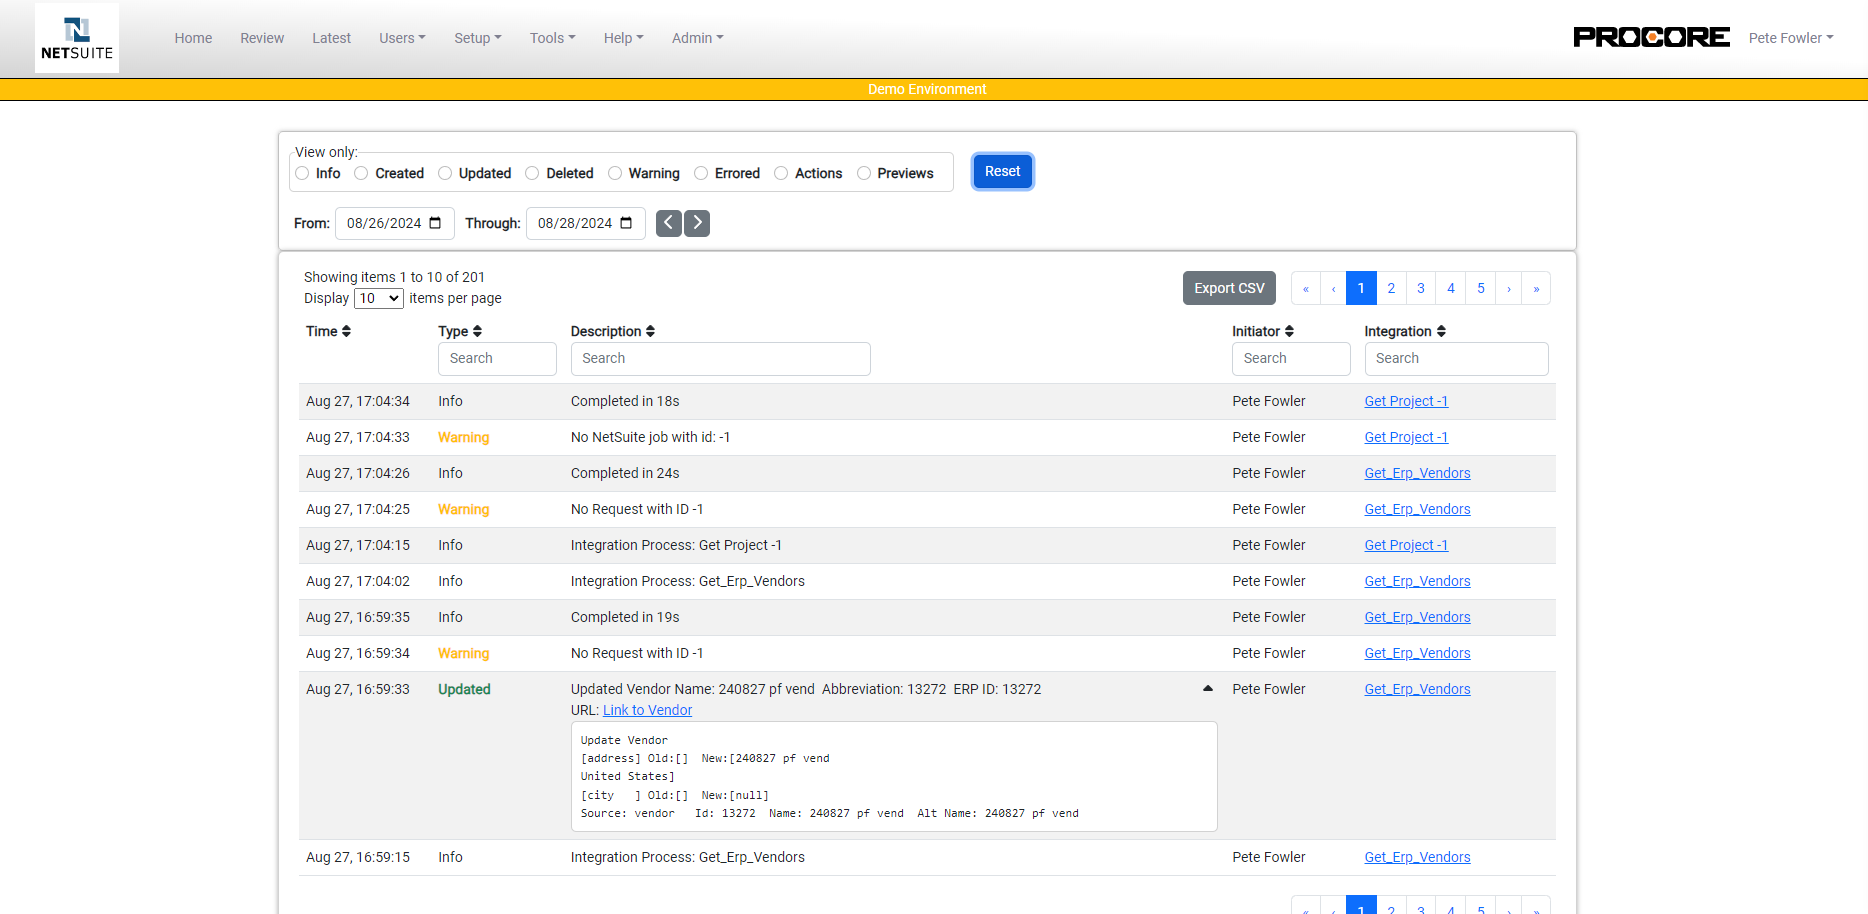 NETSUITE
Home Review Latest Users Setup Tools Help Admin
PROCORE Pete Fowler
Demo Environment
View only:
Info Created Updated Deleted Warning Errored Actions Previews
Reset
From: 08/26/2024 Through: 08/28/2024
Showing items 1 to 10 of 201
Display 10 items per page
Export CSV « ‹ 1 2 3 4 5 › »
Time Type Description Initiator Integration
Search Search Search Search
Aug 27, 17:04:34 Info Completed in 18s Pete Fowler Get Project -1
Aug 27, 17:04:33 Warning No NetSuite job with id: -1 Pete Fowler Get Project -1
Aug 27, 17:04:26 Info Completed in 24s Pete Fowler Get_Erp_Vendors
Aug 27, 17:04:25 Warning No Request with ID -1 Pete Fowler Get_Erp_Vendors
Aug 27, 17:04:15 Info Integration Process: Get Project -1 Pete Fowler Get Project -1
Aug 27, 17:04:02 Info Integration Process: Get_Erp_Vendors Pete Fowler Get_Erp_Vendors
Aug 27, 16:59:35 Info Completed in 19s Pete Fowler Get_Erp_Vendors
Aug 27, 16:59:34 Warning No Request with ID -1 Pete Fowler Get_Erp_Vendors
Aug 27, 16:59:33 Updated Updated Vendor Name: 240827 pf vend Abbreviation: 13272 ERP ID: 13272 Pete Fowler Get_Erp_Vendors
URL: Link to Vendor
Update Vendor
[address] Old:[] New:[240827 pf vend
United States]
[city ] Old:[] New:[null]
Source: vendor Id: 13272 Name: 240827 pf vend Alt Name: 240827 pf vend
Aug 27, 16:59:15 Info Integration Process: Get_Erp_Vendors Pete Fowler Get_Erp_Vendors
« ‹ 1 2 3 4 5 › »